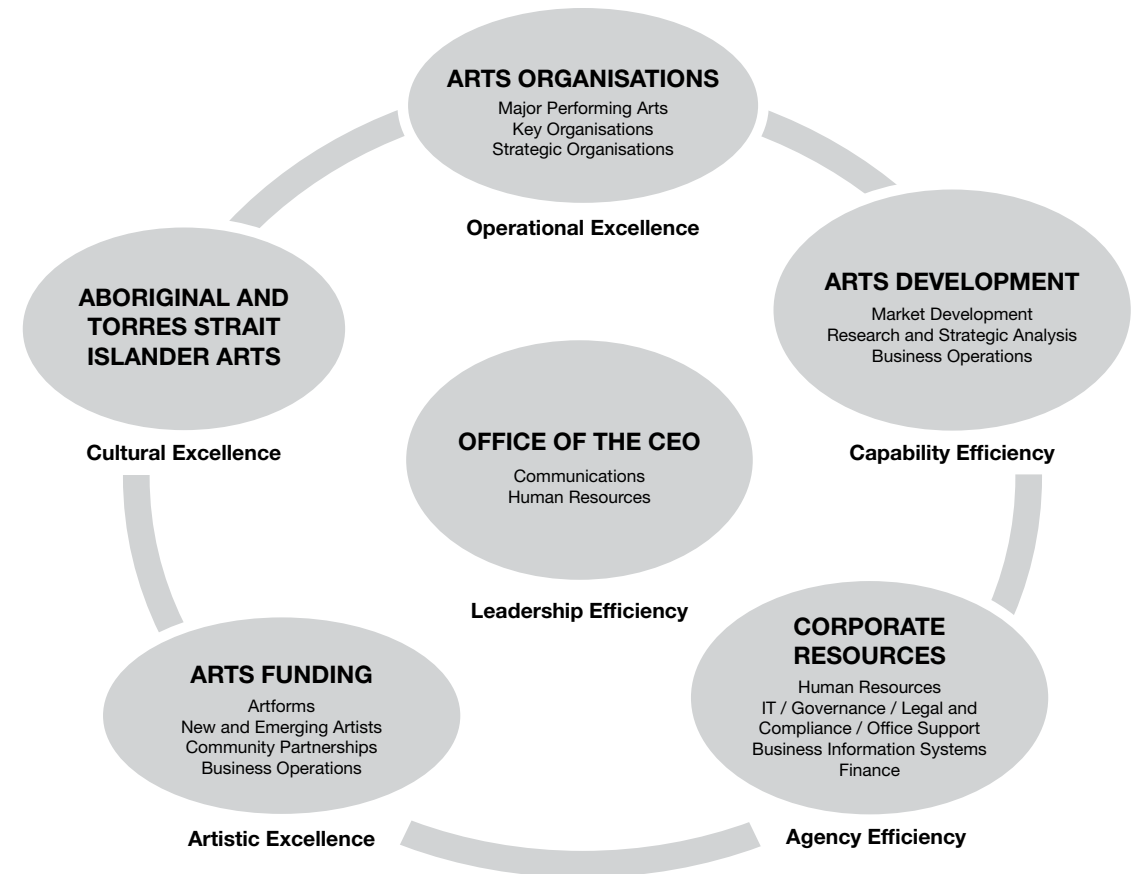 ARTS ORGANISATIONS
Major Performing Arts
Key Organisations
Strategic Organisations
Operational Excellence
ABORIGINAL AND
TORRES STRAIT
ISLANDER ARTS
Cultural Excellence
ARTS DEVELOPMENT
Market Development
Research and Strategic Analysis
Business Operations
Capability Efficiency
OFFICE OF THE CEO
Communications
Human Resources
Leadership Efficiency
ARTS FUNDING
Artforms
New and Emerging Artists
Community Partnerships
Business Operations
Artistic Excellence
CORPORATE
RESOURCES
Human Resources
IT / Governance / Legal and
Compliance / Office Support
Business Information Systems
Finance
Agency Efficiency